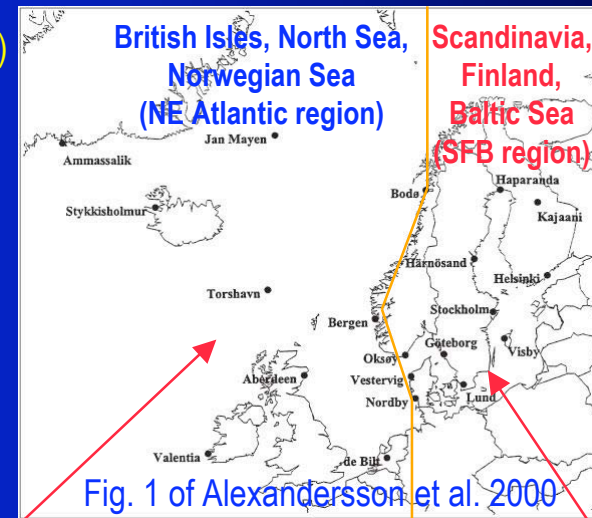 )
British Isles, North Sea,
Norwegian Sea
(NE Atlantic region)
Scandinavia,
Finland,
Baltic Sea
(SFB region)
Jan Mayen
Ammassalik
Stykkisholmur
Bodø
Haparanda
Kajaani
Härnösand
Helsinki
Torshavn
Stockholm
Bergen
Göteborg
Visby
Oksøy
Aberdeen
Vestervig
Lund
Nordby
Valentia
de Bilt
Fig. 1 of Alexandersson et al. 2000